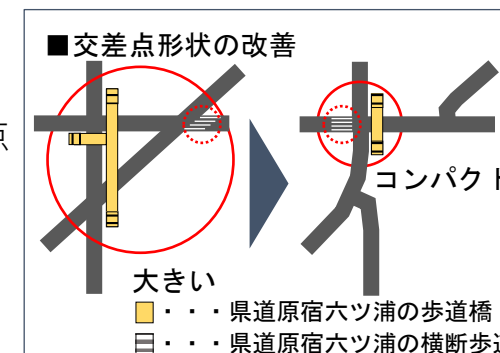 ■交差点形状の改善
点
コンパクト
大きい
・・・県道原宿六ツ浦の歩道橋
・・・県道原宿六ツ浦の横断歩道